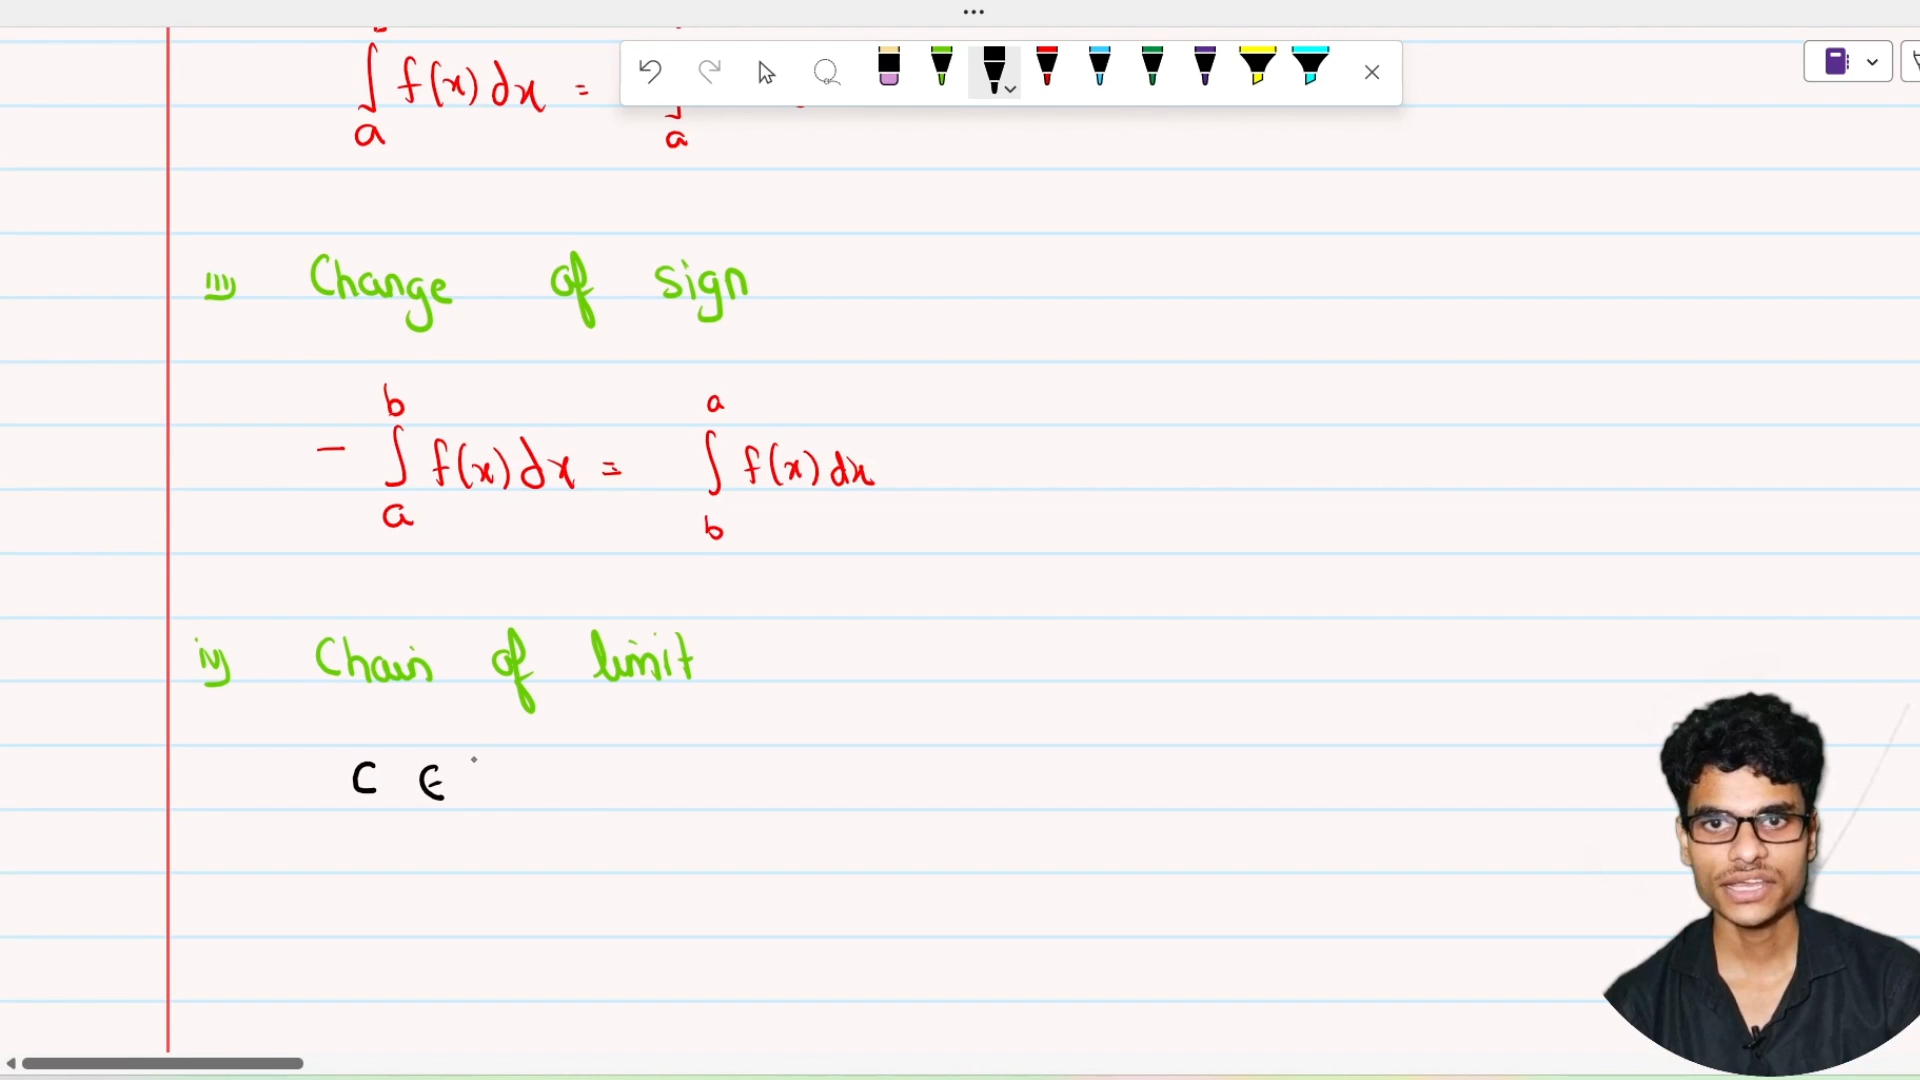 ∫ f(x) dx =
a a
iii) Change of sign
b a
- ∫ f(x) dx = ∫ f(x) dx
a b
iv) Chain of limit
C ∈